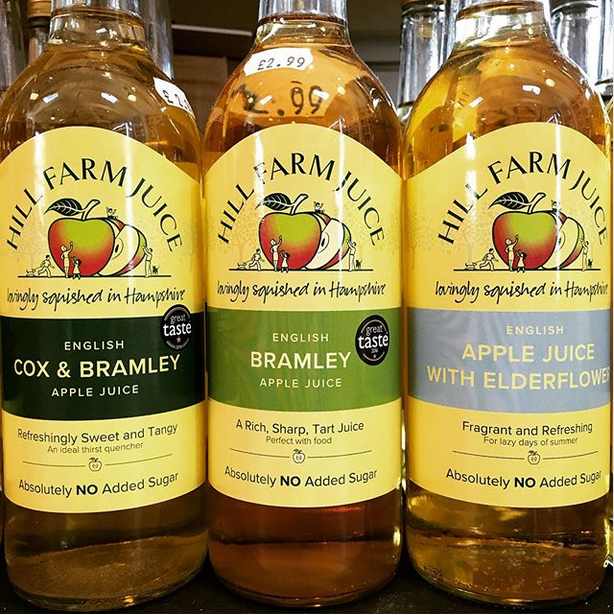 £2.99
2.99
HILL FARM JUICE
lovingly squished in Hampshire
great taste
ENGLISH
COX & BRAMLEY
APPLE JUICE
Refreshingly Sweet and Tangy
An ideal thirst quencher
Absolutely NO Added Sugar
HILL FARM JUICE
lovingly squished in Hampshire
great taste
ENGLISH
BRAMLEY
APPLE JUICE
A Rich, Sharp, Tart Juice
Perfect with food
Absolutely NO Added Sugar
HILL FARM JUICE
lovingly squished in Hampshire
ENGLISH
APPLE JUICE
WITH ELDERFLOWE
Fragrant and Refreshing
For lazy days of summer
Absolutely NO Added Sugar